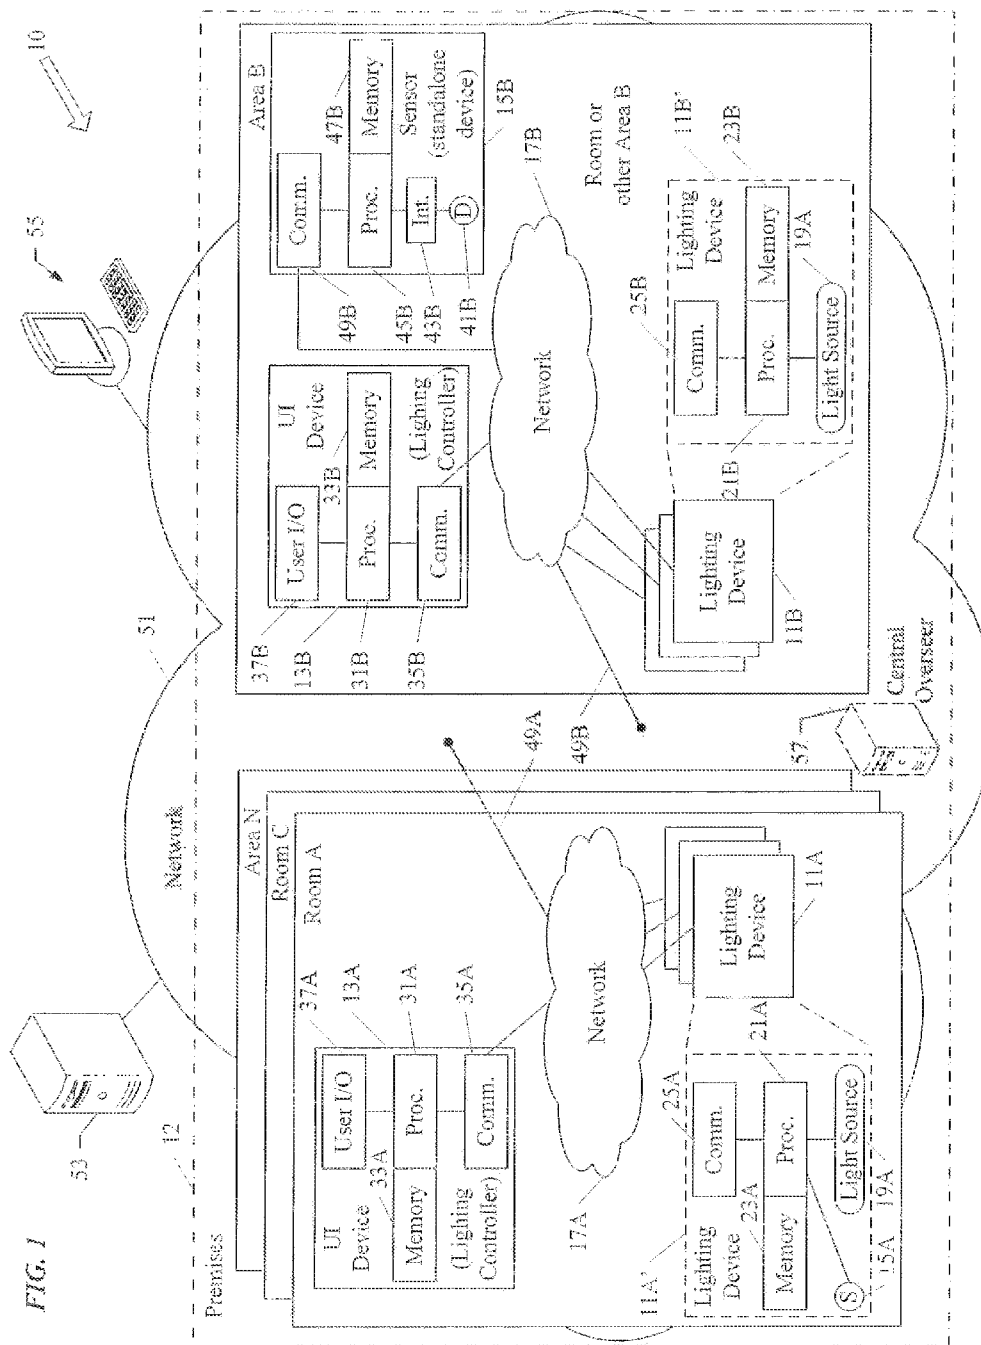 FIG. 1
10
53
Network
51
55
12
Premises
Area N
Room C
Room A
UI
Device
User I/O
37A
13A
33A
Memory
Proc.
31A
(Lighting
Controller)
Comm.
35A
Network
17A
49A
49B
11A'
Lighting
Device
Comm.
25A
23A
Memory
Proc.
21A
S
15A
Light Source
19A
Lighting
Device
11A
57
Central
Overseer
37B
User I/O
UI
Device
13B
33B
31B
Proc.
Memory
35B
Comm.
(Lighing
Controller)
Area B
49B
Comm.
47B
45B
Proc.
Memory
43B
Int.
Sensor
(standalone
device)
41B
D
15B
Network
17B
Room or
other Area B
Lighting
Device
11B
25B
Comm.
Lighting
Device
11B'
21B
Proc.
Memory
23B
Light Source
19A